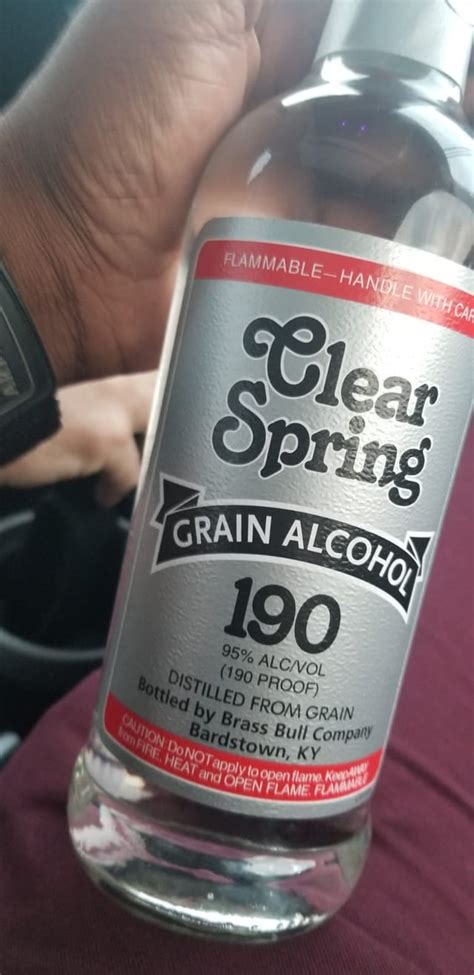 FLAMMABLE—HANDLE WITH CAR
Clear
Spring
GRAIN ALCOHOL
190
95% ALC/VOL
(190 PROOF)
DISTILLED FROM GRAIN
Bottled by Brass Bull Company
Bardstown, KY
CAUTION: Do NOT apply to open flame. Keep AWAY
from FIRE, HEAT and OPEN FLAME. FLAMMABLE